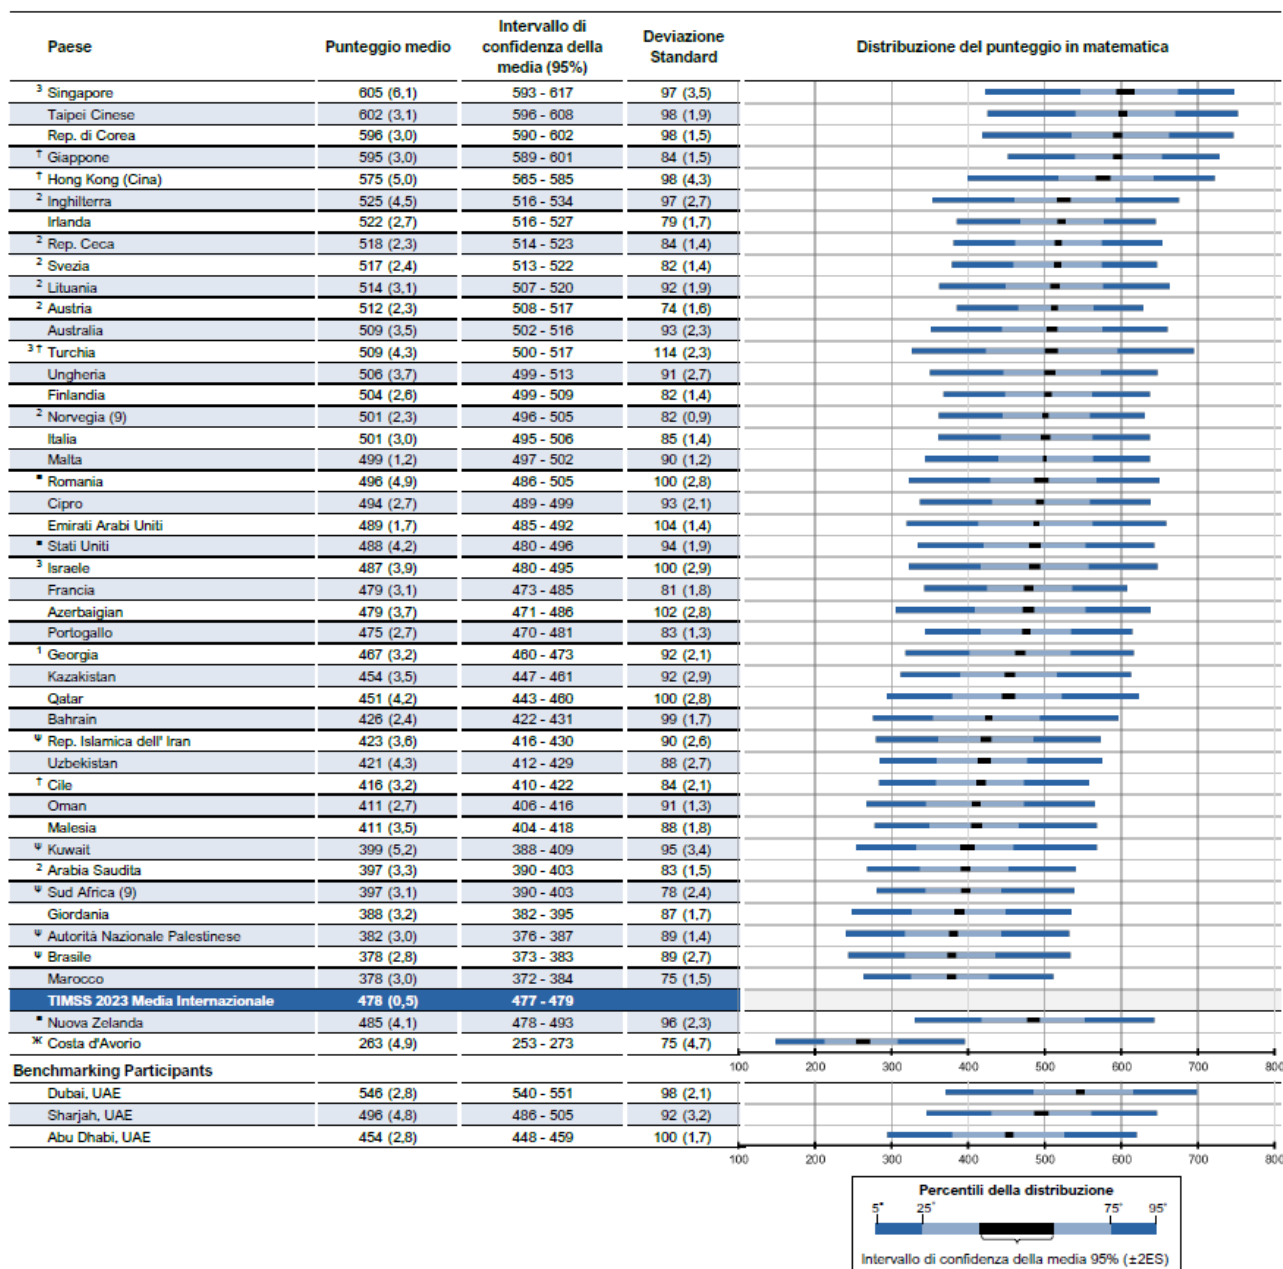 Paese Punteggio medio Intervallo di confidenza della media (95%) Deviazione Standard Distribuzione del punteggio in matematica
³ Singapore 605 (6,1) 593 - 617 97 (3,5)
Taipei Cinese 602 (3,1) 596 - 608 98 (1,9)
Rep. di Corea 596 (3,0) 590 - 602 98 (1,5)
† Giappone 595 (3,0) 589 - 601 84 (1,5)
† Hong Kong (Cina) 575 (5,0) 565 - 585 98 (4,3)
² Inghilterra 525 (4,5) 516 - 534 97 (2,7)
Irlanda 522 (2,7) 516 - 527 79 (1,7)
² Rep. Ceca 518 (2,3) 514 - 523 84 (1,4)
² Svezia 517 (2,4) 513 - 522 82 (1,4)
² Lituania 514 (3,1) 507 - 520 92 (1,9)
² Austria 512 (2,3) 508 - 517 74 (1,6)
Australia 509 (3,5) 502 - 516 93 (2,3)
³ † Turchia 509 (4,3) 500 - 517 114 (2,3)
Ungheria 506 (3,7) 499 - 513 91 (2,7)
Finlandia 504 (2,6) 499 - 509 82 (1,4)
² Norvegia (9) 501 (2,3) 496 - 505 82 (0,9)
Italia 501 (3,0) 495 - 506 85 (1,4)
Malta 499 (1,2) 497 - 502 90 (1,2)
■ Romania 496 (4,9) 486 - 505 100 (2,8)
Cipro 494 (2,7) 489 - 499 93 (2,1)
Emirati Arabi Uniti 489 (1,7) 485 - 492 104 (1,4)
■ Stati Uniti 488 (4,2) 480 - 496 94 (1,9)
³ Israele 487 (3,9) 480 - 495 100 (2,9)
Francia 479 (3,1) 473 - 485 81 (1,8)
Azerbaigian 479 (3,7) 471 - 486 102 (2,8)
Portogallo 475 (2,7) 470 - 481 83 (1,3)
¹ Georgia 467 (3,2) 460 - 473 92 (2,1)
Kazakistan 454 (3,5) 447 - 461 92 (2,9)
Qatar 451 (4,2) 443 - 460 100 (2,8)
Bahrain 426 (2,4) 422 - 431 99 (1,7)
Ψ Rep. Islamica dell' Iran 423 (3,6) 416 - 430 90 (2,6)
Uzbekistan 421 (4,3) 412 - 429 88 (2,7)
† Cile 416 (3,2) 410 - 422 84 (2,1)
Oman 411 (2,7) 406 - 416 91 (1,3)
Malesia 411 (3,5) 404 - 418 88 (1,8)
Ψ Kuwait 399 (5,2) 388 - 409 95 (3,4)
² Arabia Saudita 397 (3,3) 390 - 403 83 (1,5)
Ψ Sud Africa (9) 397 (3,1) 390 - 403 78 (2,4)
Giordania 388 (3,2) 382 - 395 87 (1,7)
Ψ Autorità Nazionale Palestinese 382 (3,0) 376 - 387 89 (1,4)
Ψ Brasile 378 (2,8) 373 - 383 89 (2,7)
Marocco 378 (3,0) 372 - 384 75 (1,5)
TIMSS 2023 Media Internazionale 478 (0,5) 477 - 479
■ Nuova Zelanda 485 (4,1) 478 - 493 96 (2,3)
Ж Costa d'Avorio 263 (4,9) 253 - 273 75 (4,7)
100 200 300 400 500 600 700 800
Benchmarking Participants
Dubai, UAE 546 (2,8) 540 - 551 98 (2,1)
Sharjah, UAE 496 (4,8) 486 - 505 92 (3,2)
Abu Dhabi, UAE 454 (2,8) 448 - 459 100 (1,7)
100 200 300 400 500 600 700 800
Percentili della distribuzione
5° 25° 75° 95°
Intervallo di confidenza della media 95% (±2ES)